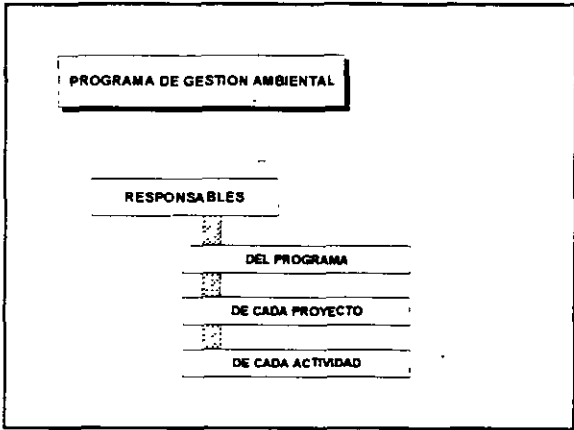 PROGRAMA DE GESTION AMBIENTAL
RESPONSABLES
DEL PROGRAMA
DE CADA PROYECTO
DE CADA ACTIVIDAD